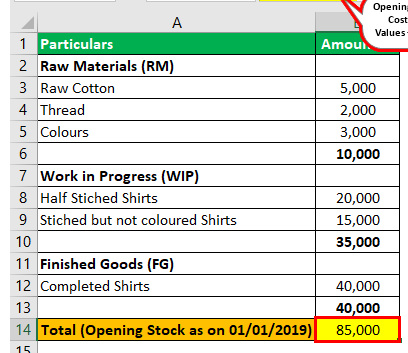 Opening
Cost
Values
A
1 Particulars
2 Raw Materials (RM)
3 Raw Cotton 5,000
4 Thread 2,000
5 Colours 3,000
6 10,000
7 Work in Progress (WIP)
8 Half Stiched Shirts 20,000
9 Stiched but not coloured Shirts 15,000
10 35,000
11 Finished Goods (FG)
12 Completed Shirts 40,000
13 40,000
14 Total (Opening Stock as on 01/01/2019) 85,000
15